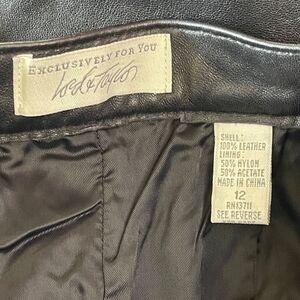 EXCLUSIVELY FOR YOU
Lord & Taylor
SHELL:
100% LEATHER
LINING:
50% NYLON
50% ACETATE
MADE IN CHINA
12
RN13711
SEE REVERSE